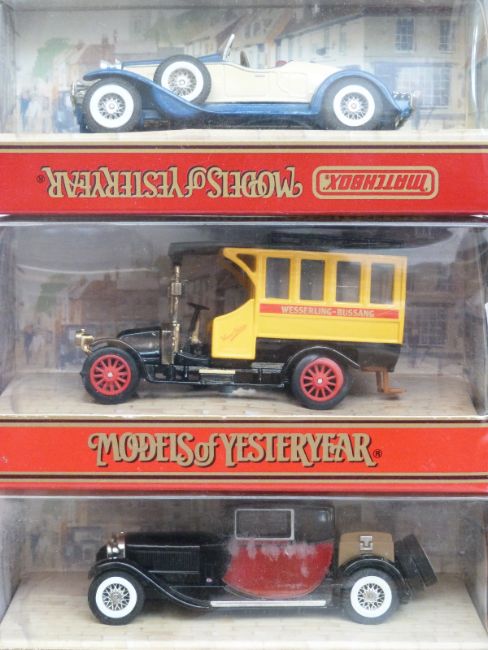 MODELS of YESTERYEAR® MATCHBOX®
WESSERLING-BUSSANG
MODELS of YESTERYEAR®